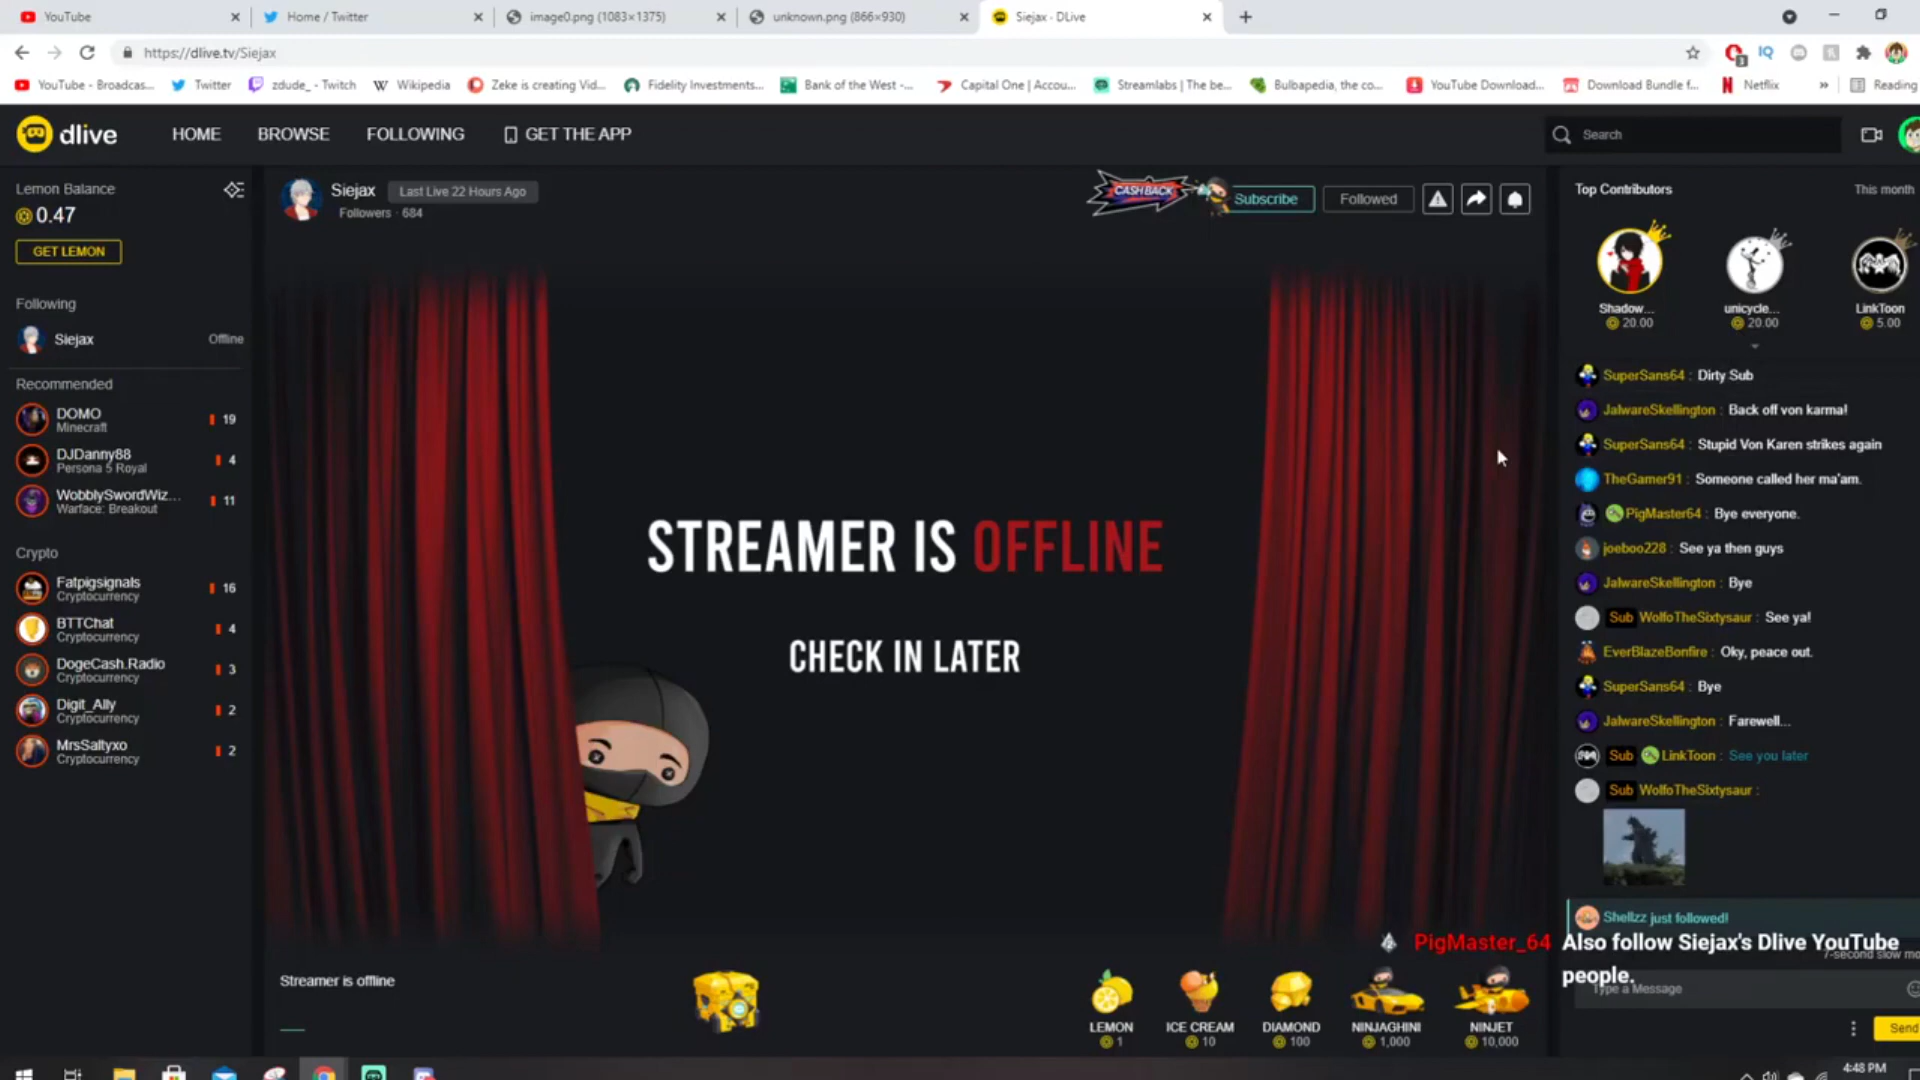 YouTube
Home / Twitter
image0.png (1083×1375)
unknown.png (866×930)
Siejax - DLive
https://dlive.tv/Siejax
3
IQ
YouTube - Broadcas...
Twitter
zdude_ - Twitch
Wikipedia
Zeke is creating Vid...
Fidelity Investments...
Bank of the West -...
Capital One | Accou...
Streamlabs | The be...
Bulbapedia, the co...
YouTube Download...
Download Bundle f...
Netflix
»
Reading
dlive
HOME
BROWSE
FOLLOWING
GET THE APP
Search
Lemon Balance
0.47
GET LEMON
Following
Siejax
Offline
Recommended
DOMO
Minecraft
19
DJDanny88
Persona 5 Royal
4
WobblySwordWiz...
Warface: Breakout
11
Crypto
Fatpigsignals
Cryptocurrency
16
BTTChat
Cryptocurrency
4
DogeCash.Radio
Cryptocurrency
3
Digit_Ally
Cryptocurrency
2
MrsSaltyxo
Cryptocurrency
2
Siejax
Last Live 22 Hours Ago
Followers · 684
CASH BACK
Subscribe
Followed
STREAMER IS OFFLINE
CHECK IN LATER
Streamer is offline
LEMON
1
ICE CREAM
10
DIAMOND
100
NINJAGHINI
1,000
NINJET
10,000
Top Contributors
This month
Shadow...
20.00
unicycle...
20.00
LinkToon
5.00
SuperSans64 : Dirty Sub
JalwareSkellington : Back off von karma!
SuperSans64 : Stupid Von Karen strikes again
TheGamer91 : Someone called her ma'am.
PigMaster64 : Bye everyone.
joeboo228 : See ya then guys
JalwareSkellington : Bye
Sub WolfoTheSixtysaur : See ya!
EverBlazeBonfire : Oky, peace out.
SuperSans64 : Bye
JalwareSkellington : Farewell...
Sub LinkToon : See you later
Sub WolfoTheSixtysaur :
Shellzz just followed!
PigMaster_64 Also follow Siejax's Dlive YouTube
people.
7-second slow mo
Type a Message
Send
4:48 PM